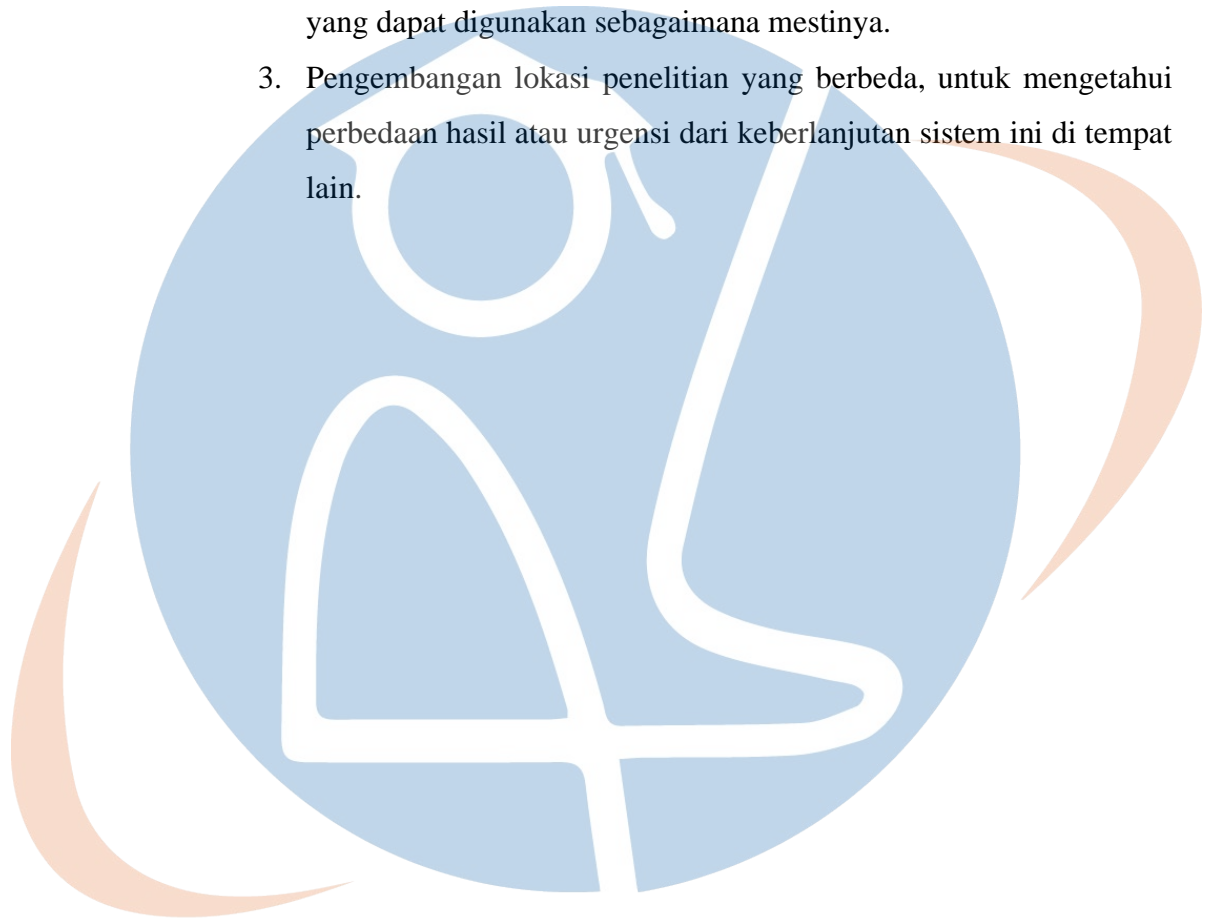 yang dapat digunakan sebagaimana mestinya.
3. Pengembangan lokasi penelitian yang berbeda, untuk mengetahui
perbedaan hasil atau urgensi dari keberlanjutan sistem ini di tempat
lain.